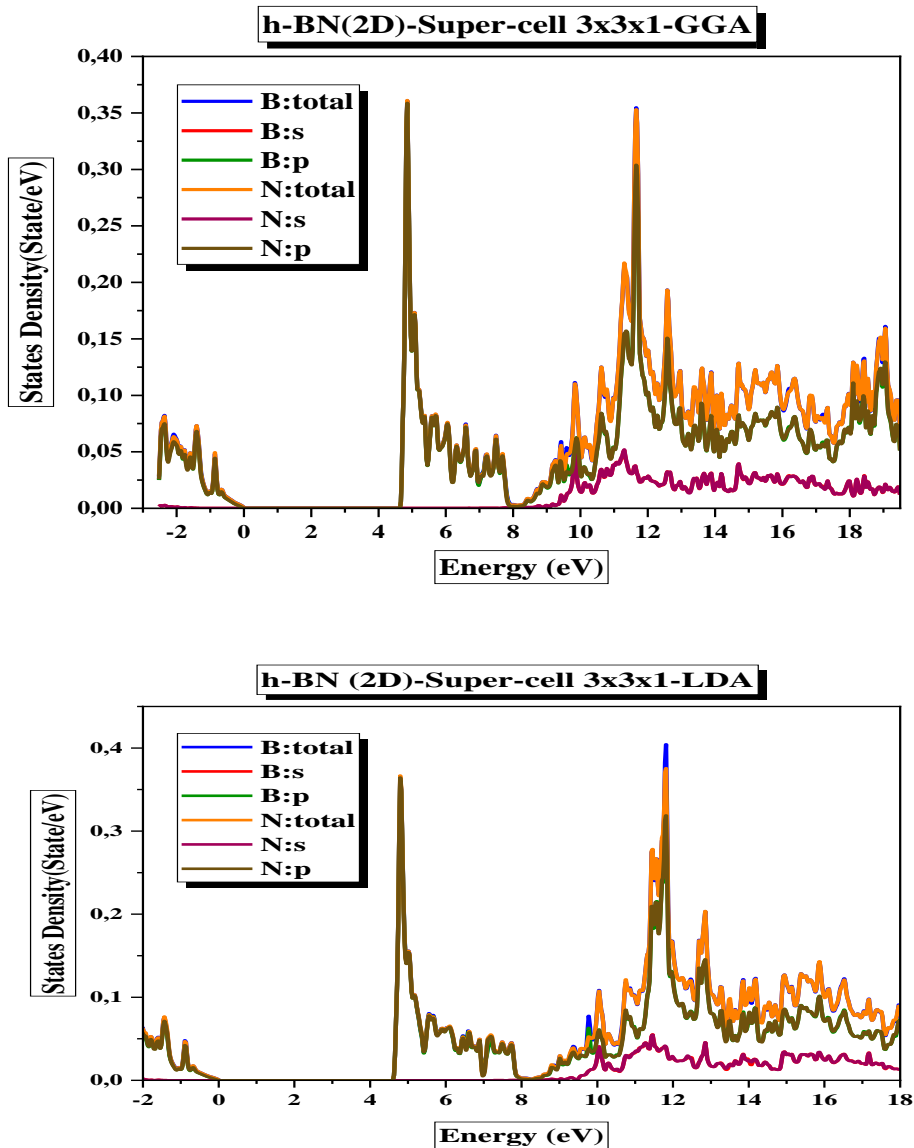 h-BN(2D)-Super-cell 3x3x1-GGA
0,40
0,35
0,30
0,25
0,20
0,15
0,10
0,05
0,00
States Density(State/eV)
B:total
B:s
B:p
N:total
N:s
N:p
-2 0 2 4 6 8 10 12 14 16 18
Energy (eV)
h-BN (2D)-Super-cell 3x3x1-LDA
0,4
0,3
0,2
0,1
0,0
States Density(State/eV)
B:total
B:s
B:p
N:total
N:s
N:p
-2 0 2 4 6 8 10 12 14 16 18
Energy (eV)